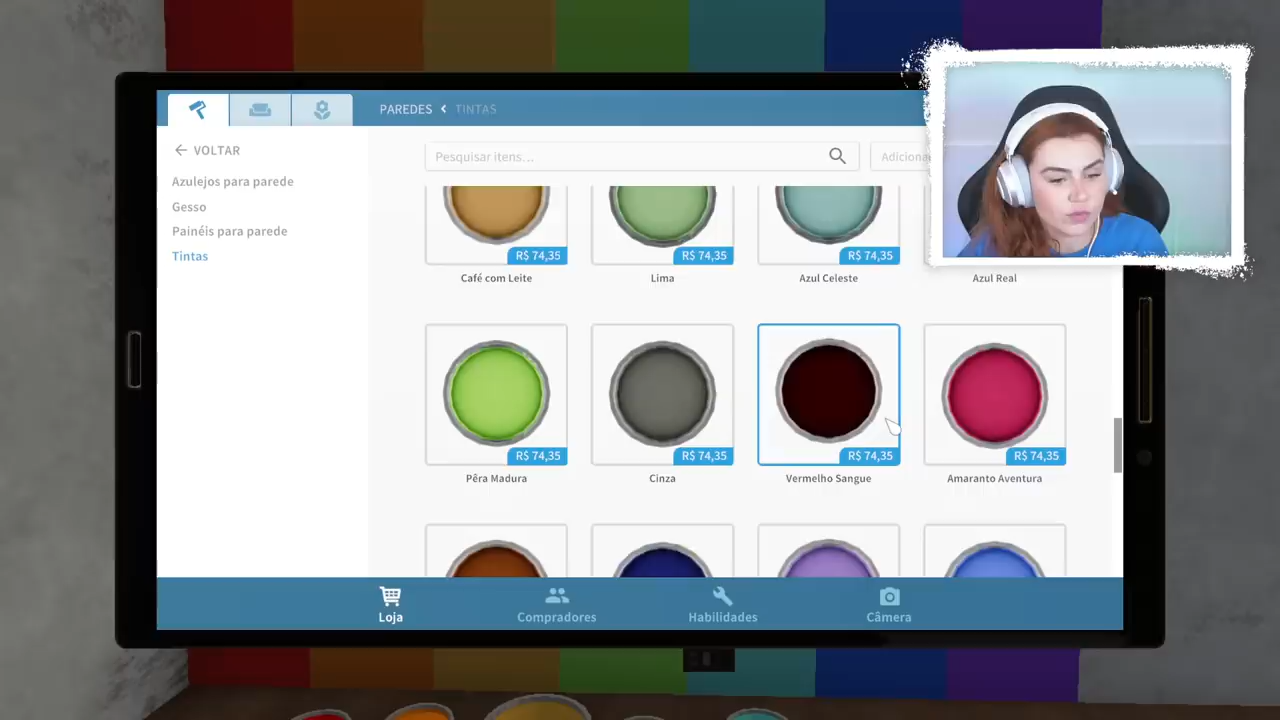 PAREDES < TINTAS
VOLTAR
Pesquisar itens...
Adiciona
Azulejos para parede
Gesso
Painéis para parede
Tintas
R$ 74,35 R$ 74,35 R$ 74,35
Café com Leite Lima Azul Celeste Azul Real
R$ 74,35 R$ 74,35 R$ 74,35 R$ 74,35
Pêra Madura Cinza Vermelho Sangue Amaranto Aventura
Loja Compradores Habilidades Câmera